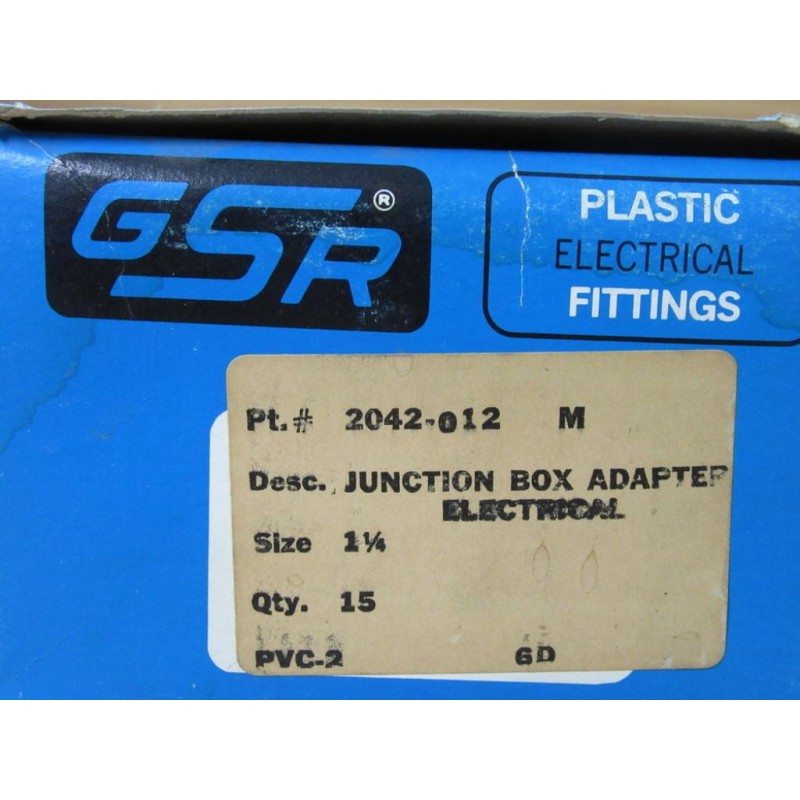 GSR®
PLASTIC
ELECTRICAL
FITTINGS
Pt.# 2042-012 M
Desc. JUNCTION BOX ADAPTER
ELECTRICAL
Size 1¼
Qty. 15
PVC-2 6D